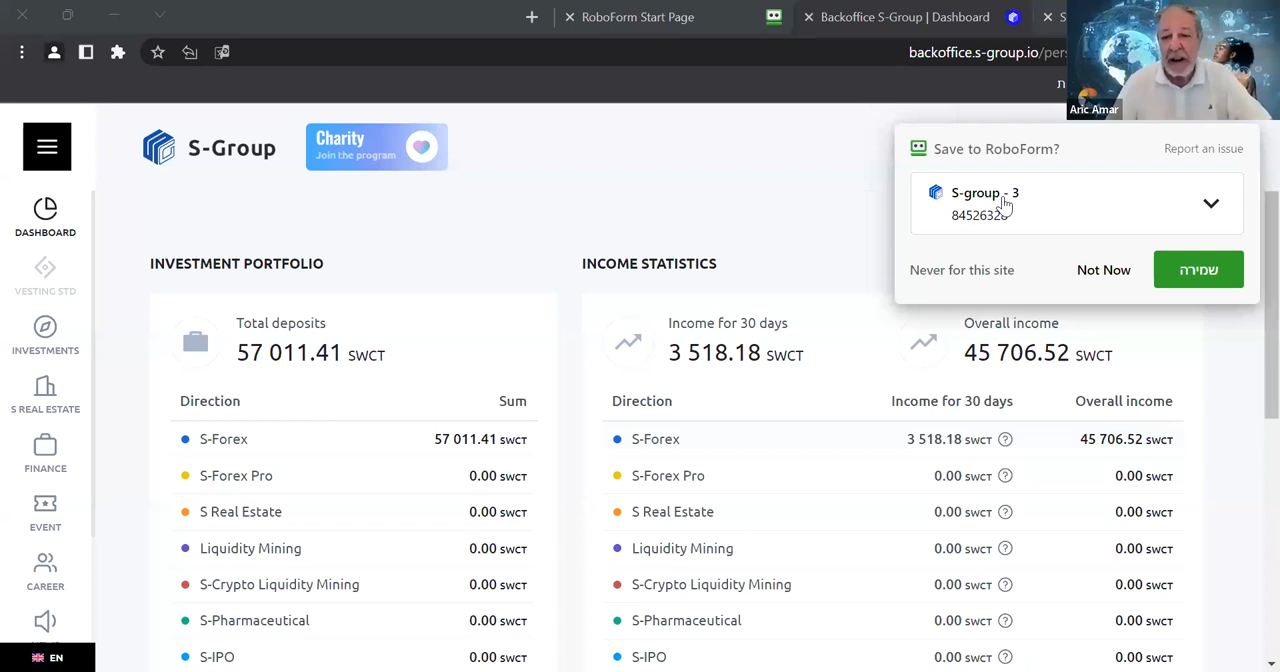 RoboForm Start Page
Backoffice S-Group | Dashboard
S
backoffice.s-group.io/pers
ת
Aric Amar
S-Group
Charity
Join the program
Save to RoboForm?
Report an issue
S-group - 3
Never for this site
Not Now
שמירה
DASHBOARD
VESTING STD
INVESTMENTS
S REAL ESTATE
FINANCE
EVENT
CAREER
EN
INVESTMENT PORTFOLIO
Total deposits
57 011.41 SWCT
Direction Sum
S-Forex 57 011.41 SWCT
S-Forex Pro 0.00 SWCT
S Real Estate 0.00 SWCT
Liquidity Mining 0.00 SWCT
S-Crypto Liquidity Mining 0.00 SWCT
S-Pharmaceutical 0.00 SWCT
S-IPO 0.00 SWCT
INCOME STATISTICS
Income for 30 days
3 518.18 SWCT
Overall income
45 706.52 SWCT
Direction Income for 30 days Overall income
S-Forex 3 518.18 SWCT ? 45 706.52 SWCT
S-Forex Pro 0.00 SWCT ? 0.00 SWCT
S Real Estate 0.00 SWCT ? 0.00 SWCT
Liquidity Mining 0.00 SWCT ? 0.00 SWCT
S-Crypto Liquidity Mining 0.00 SWCT ? 0.00 SWCT
S-Pharmaceutical 0.00 SWCT ? 0.00 SWCT
S-IPO 0.00 SWCT ? 0.00 SWCT